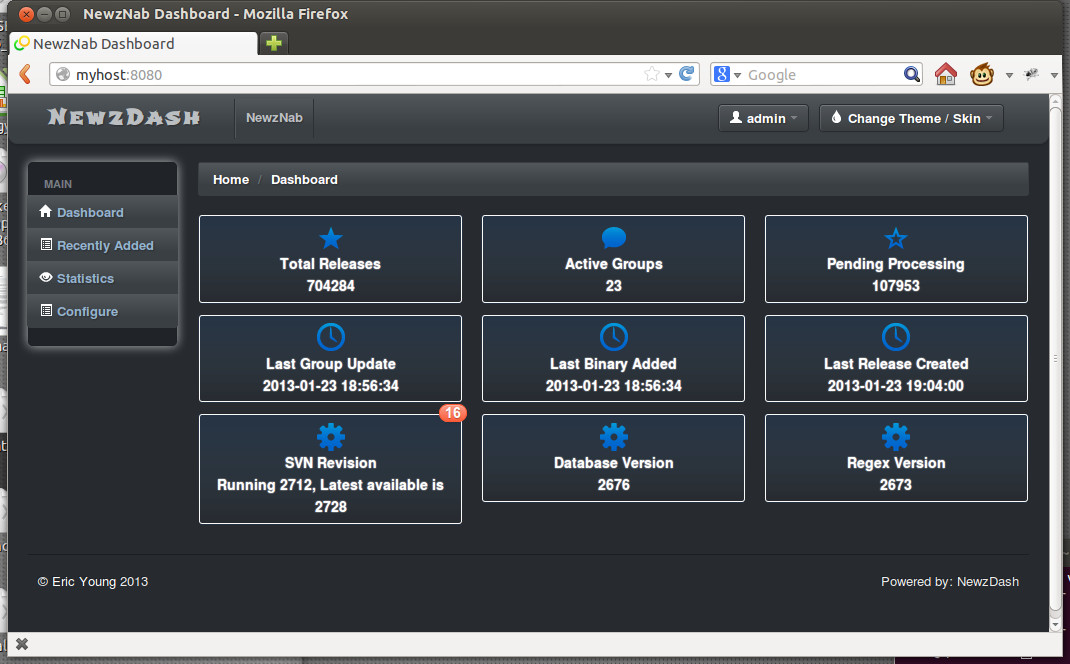 NewzNab Dashboard - Mozilla Firefox
NewzNab Dashboard
myhost:8080
Google
NewzDash
NewzNab
admin
Change Theme / Skin
MAIN
Dashboard
Recently Added
Statistics
Configure
Home / Dashboard
Total Releases
704284
Active Groups
23
Pending Processing
107953
Last Group Update
2013-01-23 18:56:34
Last Binary Added
2013-01-23 18:56:34
Last Release Created
2013-01-23 19:04:00
16
SVN Revision
Running 2712, Latest available is
2728
Database Version
2676
Regex Version
2673
© Eric Young 2013
Powered by: NewzDash